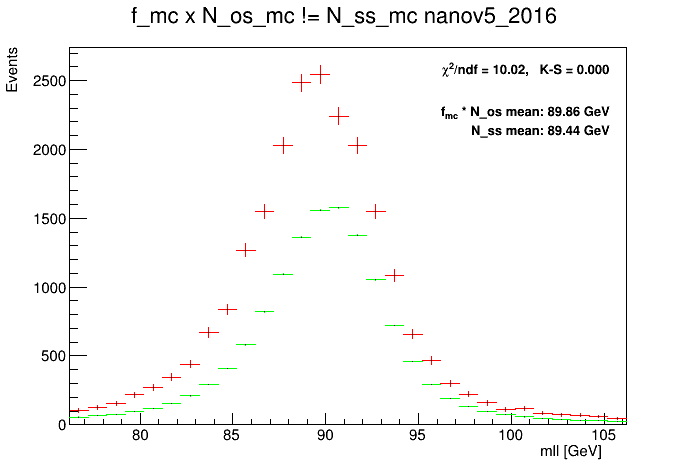 f_mc x N_os_mc != N_ss_mc nanov5_2016
Events
χ²/ndf = 10.02, K-S = 0.000
f_mc * N_os mean: 89.86 GeV
N_ss mean: 89.44 GeV
2500
2000
1500
1000
500
0
80 85 90 95 100 105
mll [GeV]